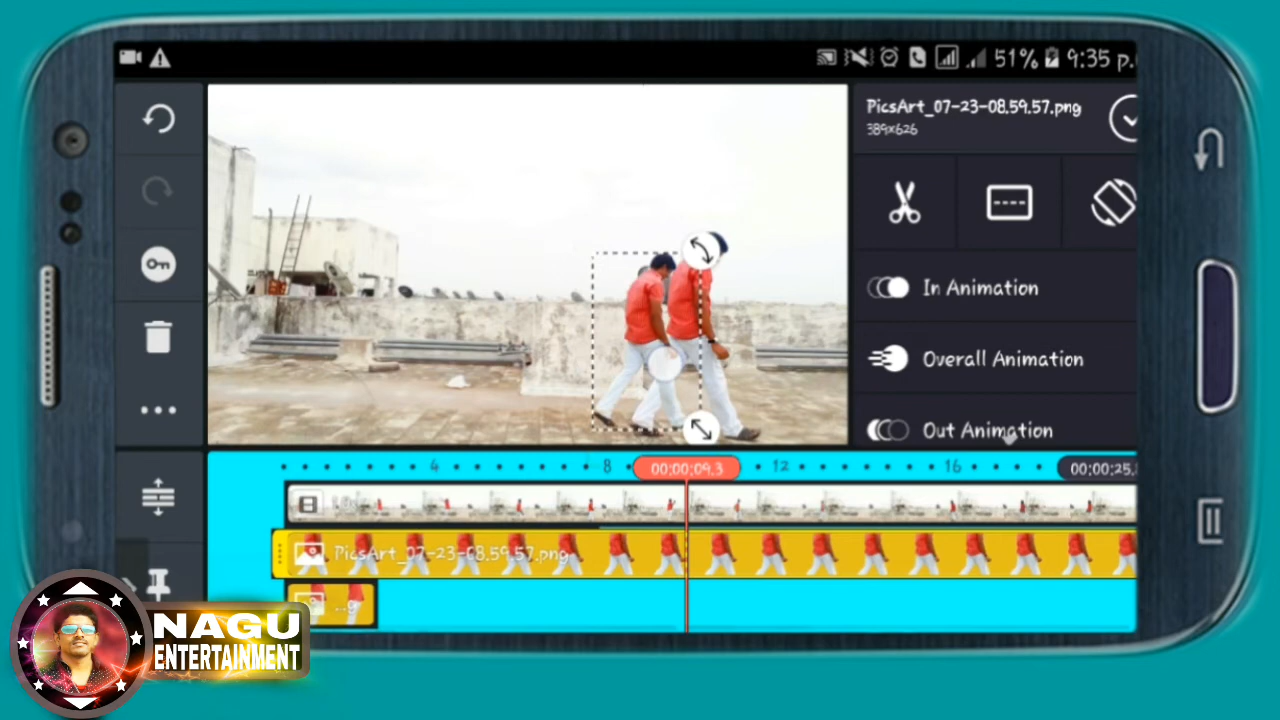 51% 9:35 p.
PicsArt_07-23-08.59.57.png
389x626
In Animation
Overall Animation
Out Animation
4 8 00:00:09.3 12 16 00:00:25.
PicsArt_07-23-08.59.57.png
NAGU
ENTERTAINMENT